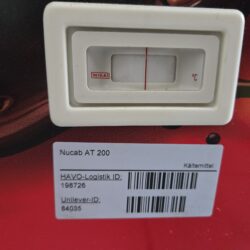 °C
Nucab AT 200
Kältemittel
HAVO-Logistik ID:
198726
Unilever-ID:
84035